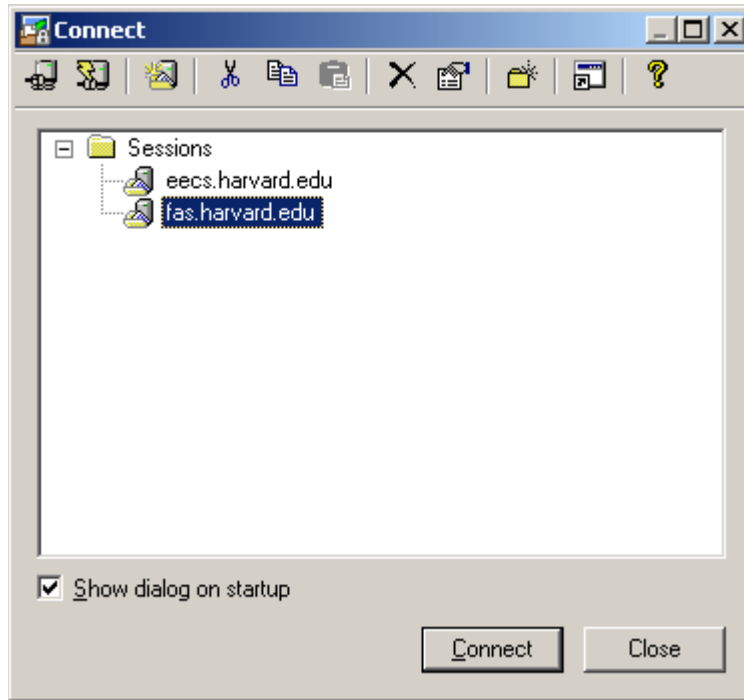 Connect
Sessions
eecs.harvard.edu
fas.harvard.edu
Show dialog on startup
Connect Close